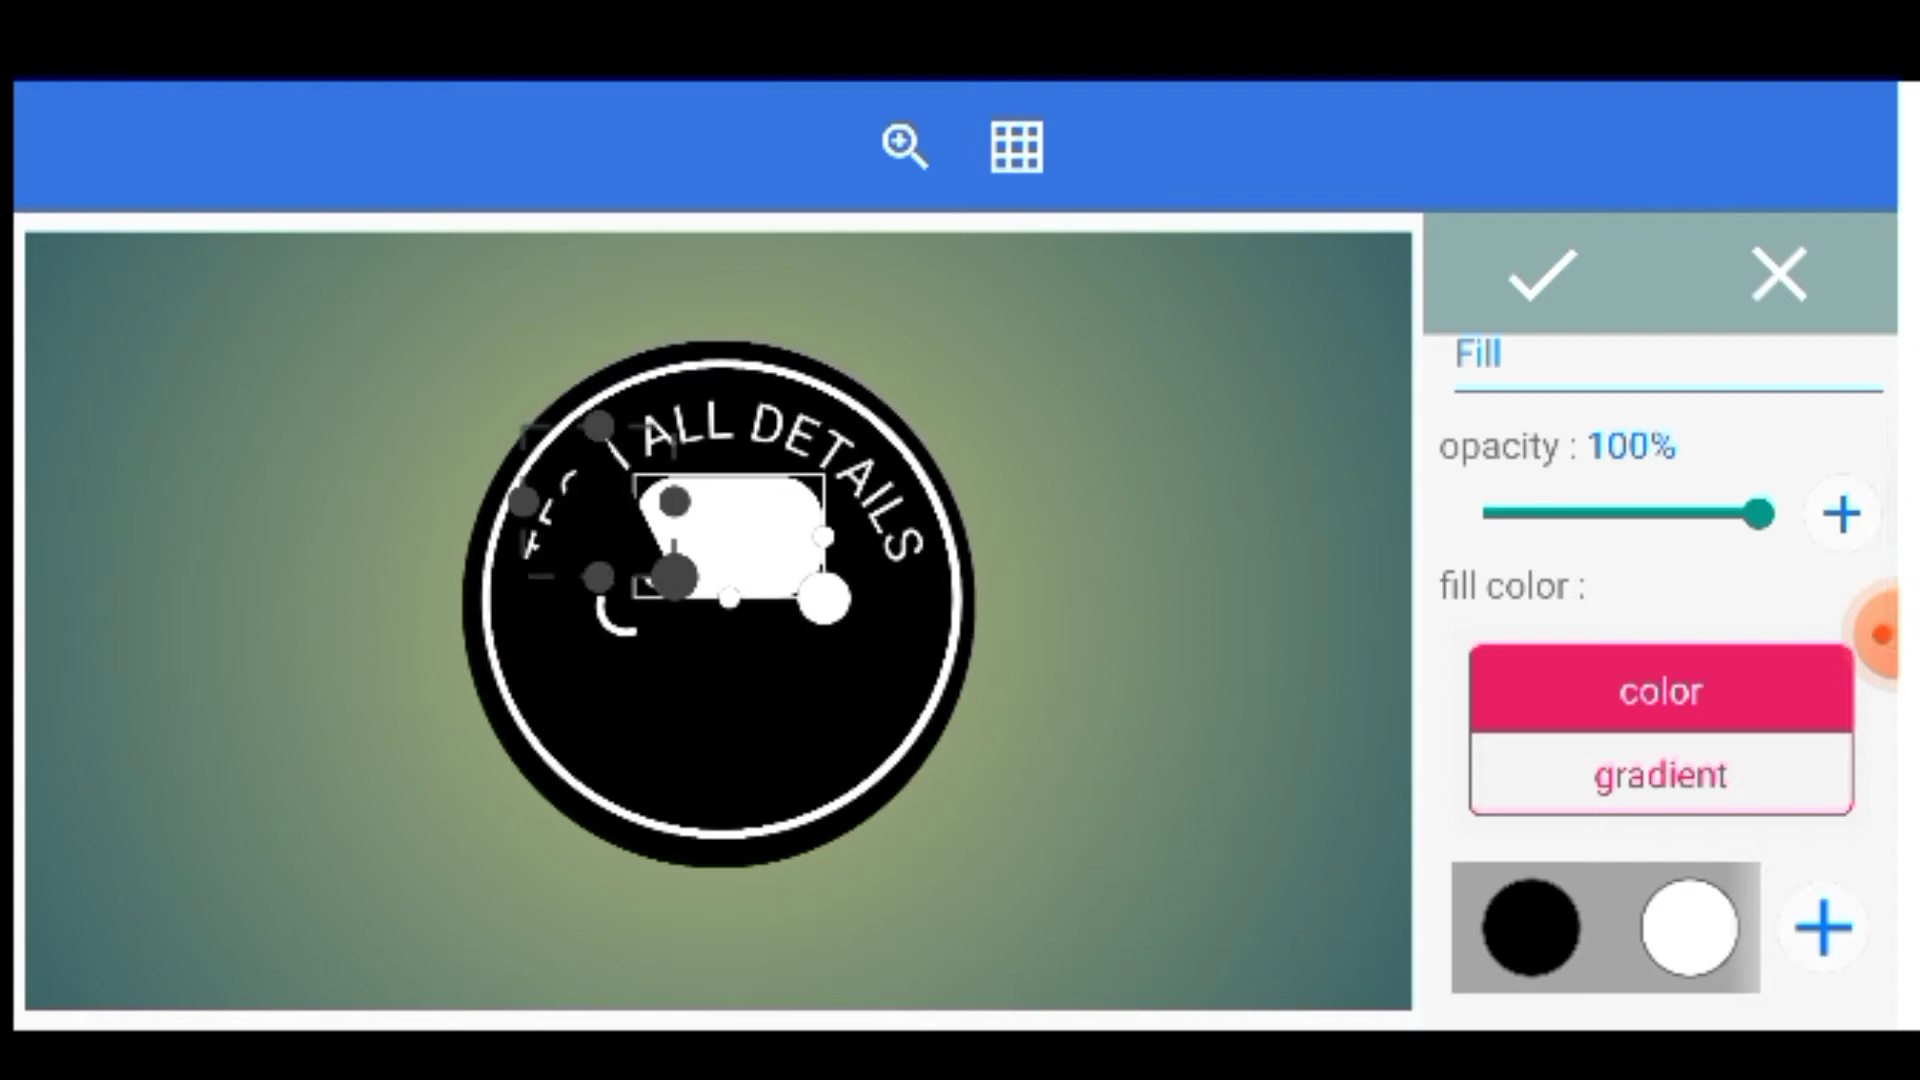 ALL DETAILS
Fill
opacity : 100%
fill color :
color
gradient